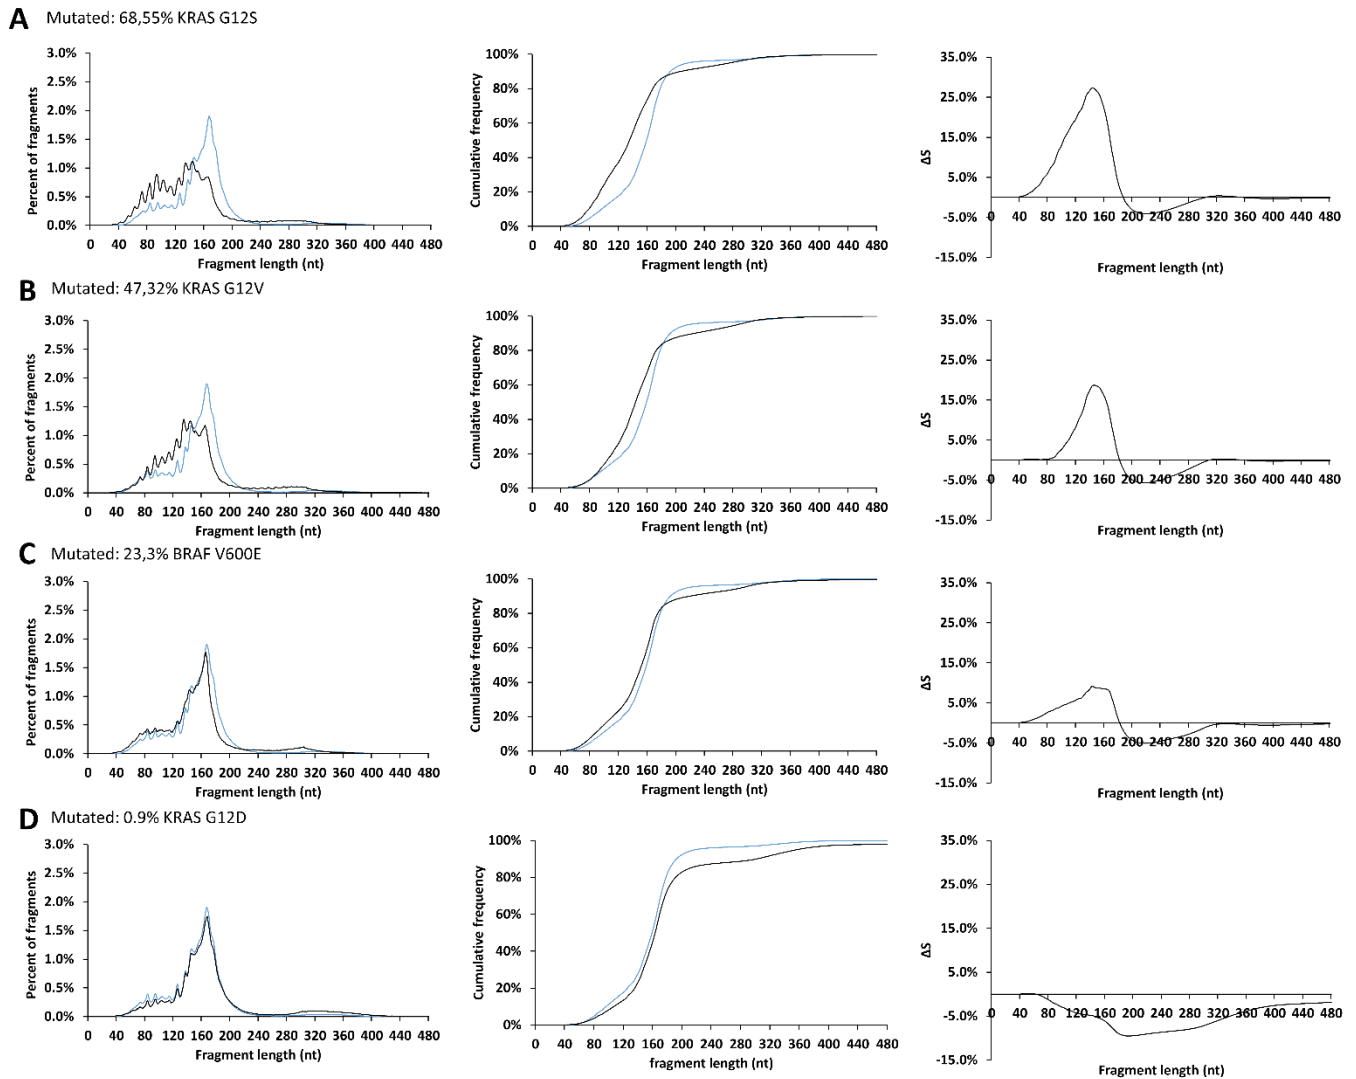 A Mutated: 68,55% KRAS G12S
3.0%
2.5%
2.0%
1.5%
1.0%
0.5%
0.0%
Percent of fragments
0 40 80 120 160 200 240 280 320 360 400 440 480
Fragment length (nt)
100%
80%
60%
40%
20%
0%
Cumulative frequency
0 40 80 120 160 200 240 280 320 360 400 440 480
Fragment length (nt)
35.0%
25.0%
15.0%
5.0%
-5.0%
-15.0%
ΔS
0 40 80 120 160 200 240 280 320 360 400 440 480
Fragment length (nt)
B Mutated: 47,32% KRAS G12V
3.0%
2.5%
2.0%
1.5%
1.0%
0.5%
0.0%
Percent of fragments
0 40 80 120 160 200 240 280 320 360 400 440 480
Fragment length (nt)
100%
80%
60%
40%
20%
0%
Cumulative frequency
0 40 80 120 160 200 240 280 320 360 400 440 480
Fragment length (nt)
35.0%
25.0%
15.0%
5.0%
-5.0%
-15.0%
ΔS
0 40 80 120 160 200 240 280 320 360 400 440 480
Fragment length (nt)
C Mutated: 23,3% BRAF V600E
3.0%
2.5%
2.0%
1.5%
1.0%
0.5%
0.0%
Percent of fragments
0 40 80 120 160 200 240 280 320 360 400 440 480
Fragment length (nt)
100%
80%
60%
40%
20%
0%
Cumulative frequency
0 40 80 120 160 200 240 280 320 360 400 440 480
Fragment length (nt)
35.0%
25.0%
15.0%
5.0%
-5.0%
-15.0%
ΔS
0 40 80 120 160 200 240 280 320 360 400 440 480
Fragment length (nt)
D Mutated: 0.9% KRAS G12D
3.0%
2.5%
2.0%
1.5%
1.0%
0.5%
0.0%
Percent of fragments
0 40 80 120 160 200 240 280 320 360 400 440 480
Fragment length (nt)
100%
80%
60%
40%
20%
0%
Cumulative frequency
0 40 80 120 160 200 240 280 320 360 400 440 480
fragment length (nt)
35.0%
25.0%
15.0%
5.0%
-5.0%
-15.0%
ΔS
0 40 80 120 160 200 240 280 320 360 400 440 480
Fragment length (nt)